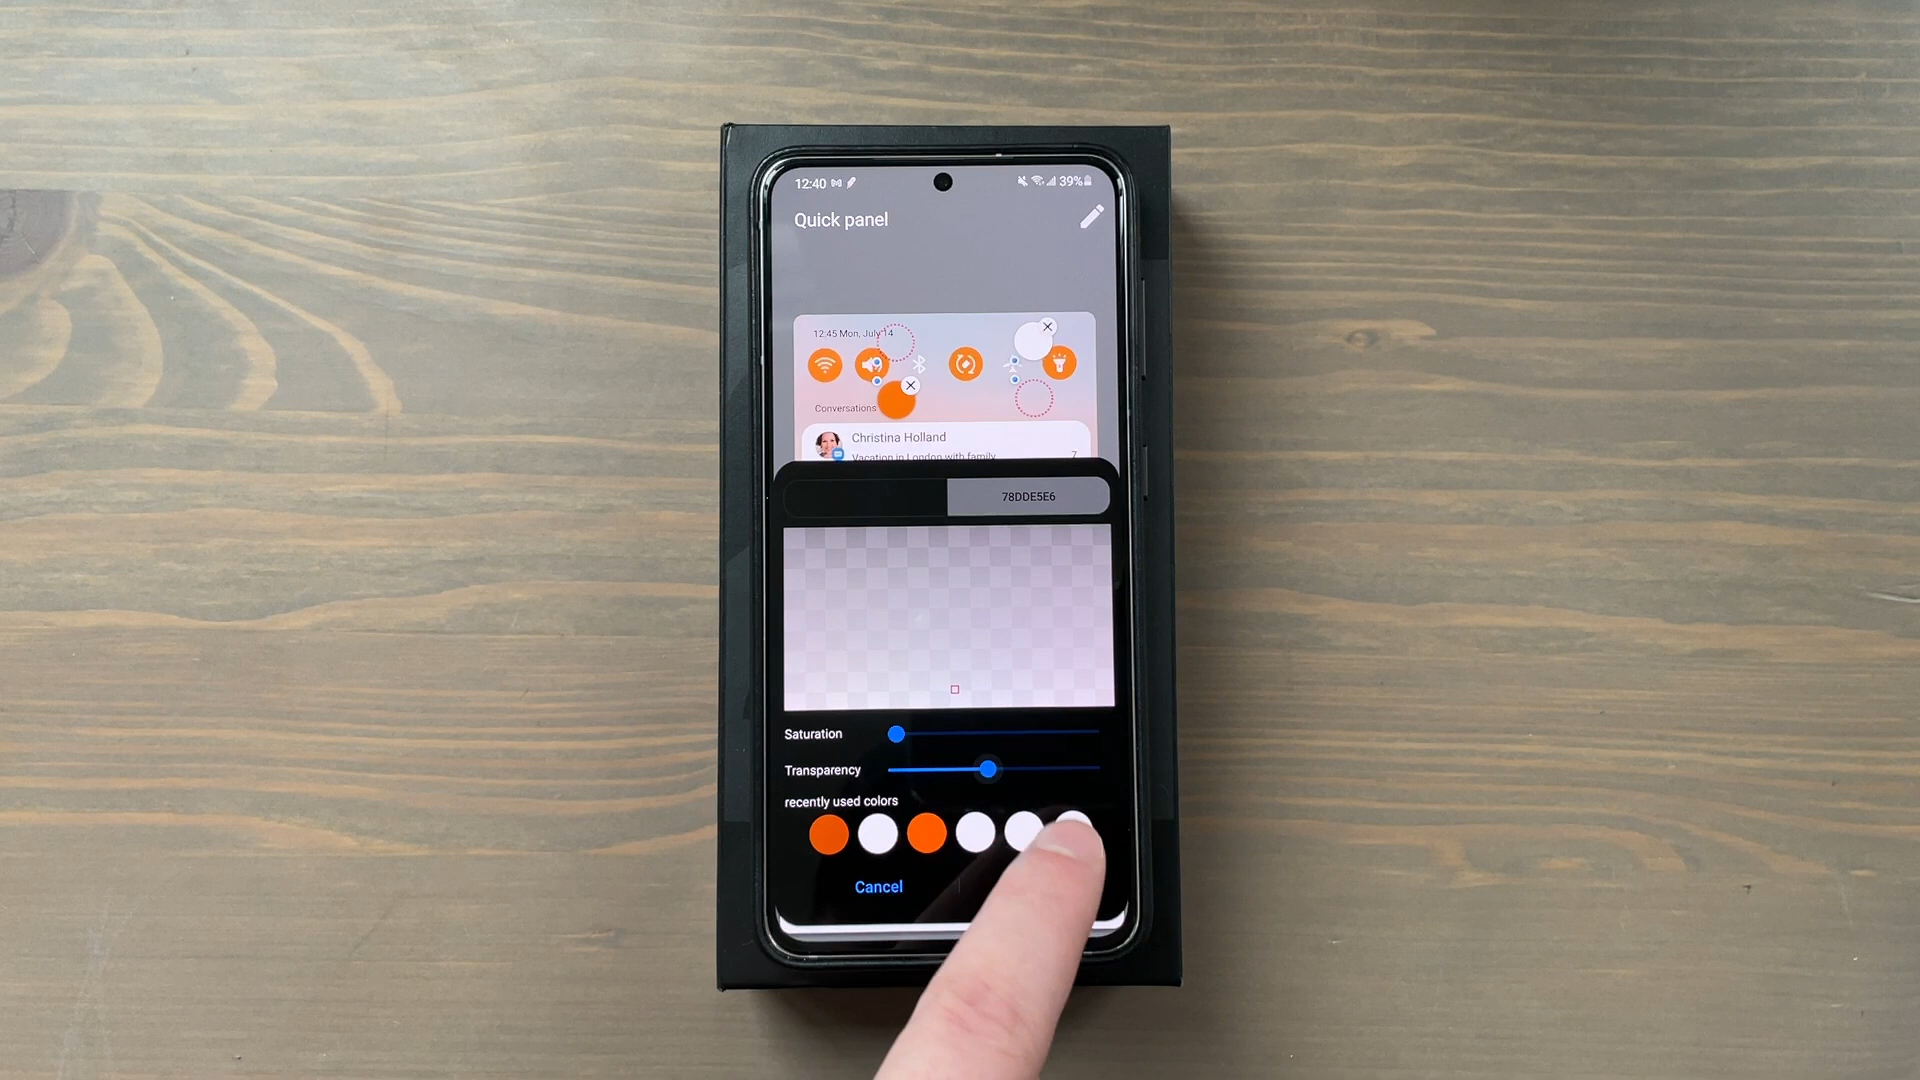 12:40 39%
Quick panel
12:45 Mon, July 14
Conversations
Christina Holland
Vacation in London with family
7
78DDE5E6
Saturation
Transparency
recently used colors
Cancel